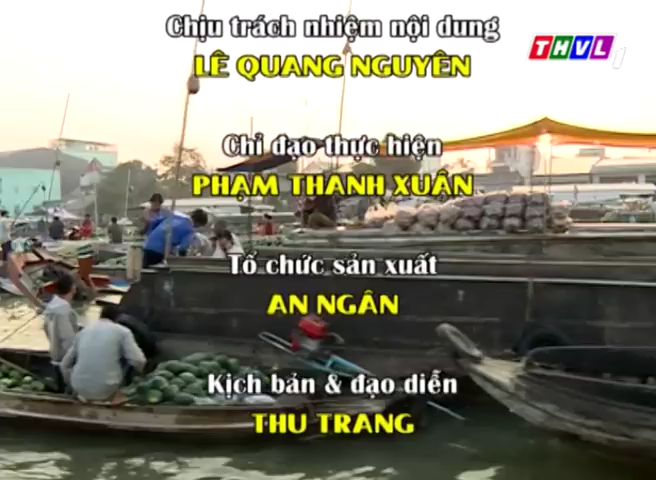 Chịu trách nhiệm nội dung
THVL1
LÊ QUANG NGUYÊN
Chỉ đạo thực hiện
PHẠM THANH XUÂN
Tổ chức sản xuất
AN NGÂN
Kịch bản & đạo diễn
THU TRANG